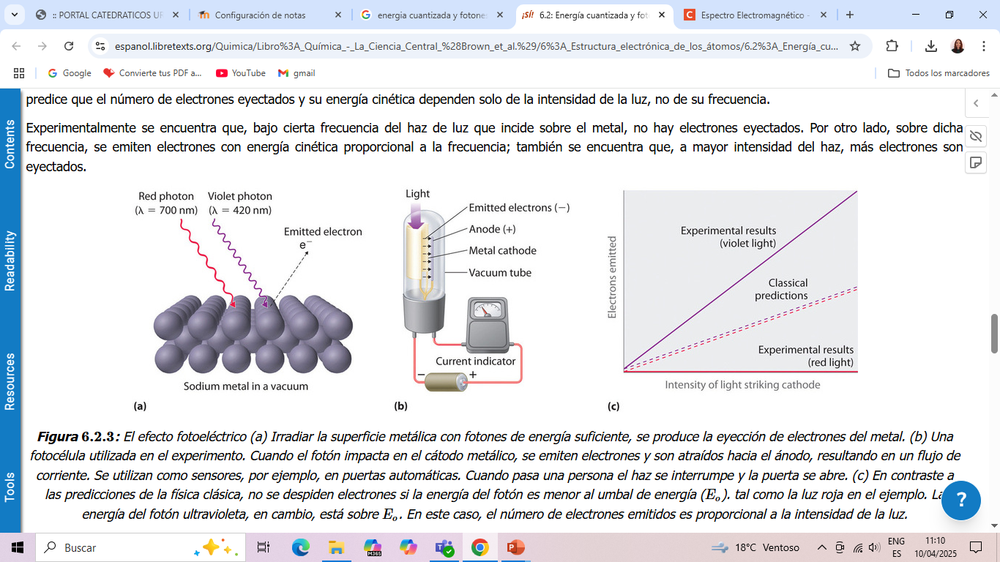 :: PORTAL CATEDRATICOS UF
Configuración de notas
energia cuantizada y fotones
6.2: Energía cuantizada y fot
Espectro Electromagnético -
espanol.libretexts.org/Quimica/Libro%3A_Química_-_La_Ciencia_Central_%28Brown_et_al.%29/6%3A_Estructura_electrónica_de_los_átomos/6.2%3A_Energía_cu...
Google
Convierte tus PDF a...
YouTube
gmail
Todos los marcadores
Contents
Readability
Resources
Tools
predice que el número de electrones eyectados y su energía cinética dependen solo de la intensidad de la luz, no de su frecuencia.
Experimentalmente se encuentra que, bajo cierta frecuencia del haz de luz que incide sobre el metal, no hay electrones eyectados. Por otro lado, sobre dicha
frecuencia, se emiten electrones con energía cinética proporcional a la frecuencia; también se encuentra que, a mayor intensidad del haz, más electrones son
eyectados.
Red photon
(λ = 700 nm)
Violet photon
(λ = 420 nm)
Emitted electron
e⁻
Sodium metal in a vacuum
(a)
Light
Emitted electrons (−)
Anode (+)
Metal cathode
Vacuum tube
Current indicator
− +
(b)
Electrons emitted
Experimental results
(violet light)
Classical
predictions
Experimental results
(red light)
Intensity of light striking cathode
(c)
Figura 6.2.3: El efecto fotoeléctrico (a) Irradiar la superficie metálica con fotones de energía suficiente, se produce la eyección de electrones del metal. (b) Una
fotocélula utilizada en el experimento. Cuando el fotón impacta en el cátodo metálico, se emiten electrones y son atraídos hacia el ánodo, resultando en un flujo de
corriente. Se utilizan como sensores, por ejemplo, en puertas automáticas. Cuando pasa una persona el haz se interrumpe y la puerta se abre. (c) En contraste a
las predicciones de la física clásica, no se despiden electrones si la energía del fotón es menor al umbal de energía (Eₒ). tal como la luz roja en el ejemplo. La
energía del fotón ultravioleta, en cambio, está sobre Eₒ. En este caso, el número de electrones emitidos es proporcional a la intensidad de la luz.
?
Buscar
M365
18°C Ventoso
ENG
ES
11:10
10/04/2025